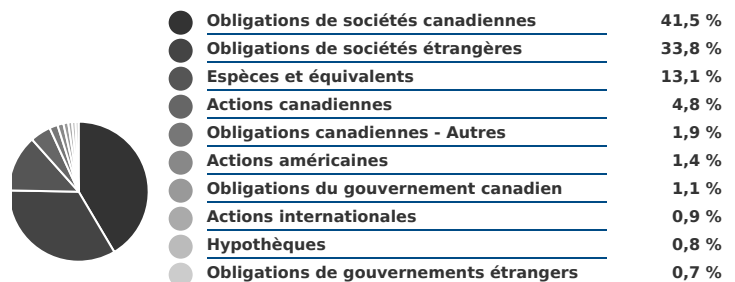 Obligations de sociétés canadiennes 41,5 %
Obligations de sociétés étrangères 33,8 %
Espèces et équivalents 13,1 %
Actions canadiennes 4,8 %
Obligations canadiennes - Autres 1,9 %
Actions américaines 1,4 %
Obligations du gouvernement canadien 1,1 %
Actions internationales 0,9 %
Hypothèques 0,8 %
Obligations de gouvernements étrangers 0,7 %